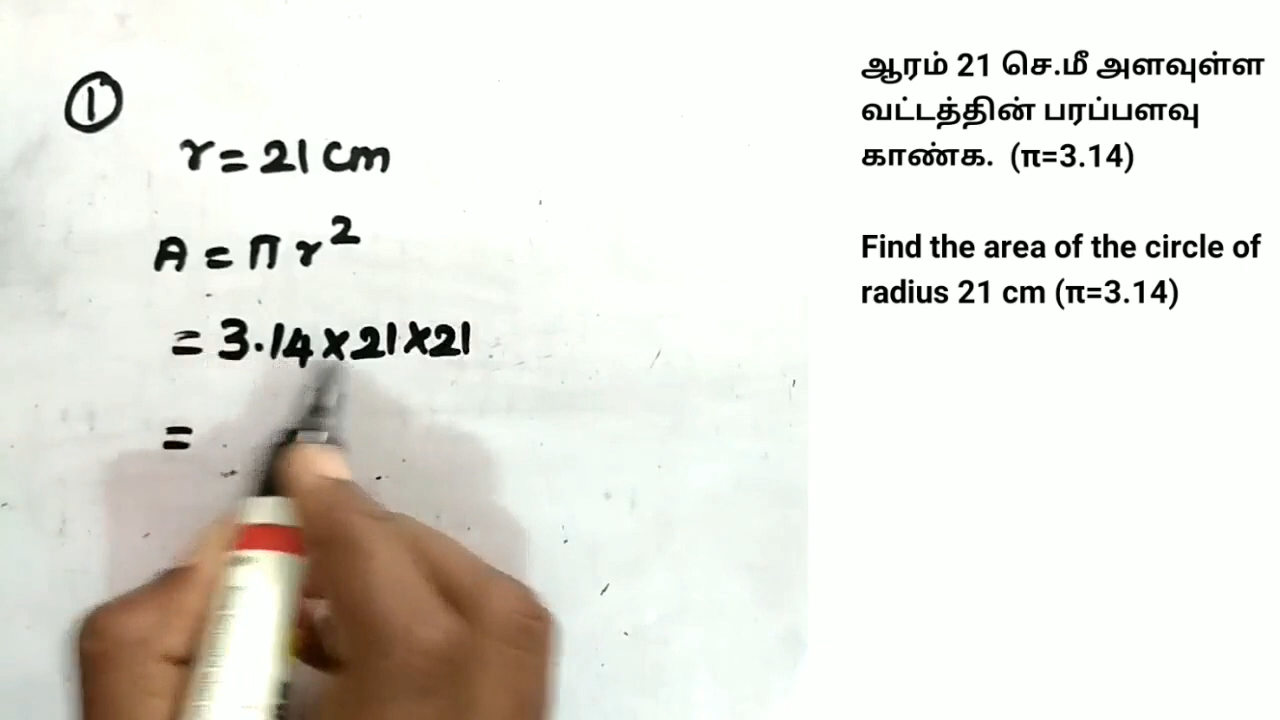 1
r = 21 cm
A = π r²
= 3.14 x 21 x 21
=
ஆரம் 21 செ.மீ அளவுள்ள
வட்டத்தின் பரப்பளவு
காண்க. (π=3.14)
Find the area of the circle of
radius 21 cm (π=3.14)